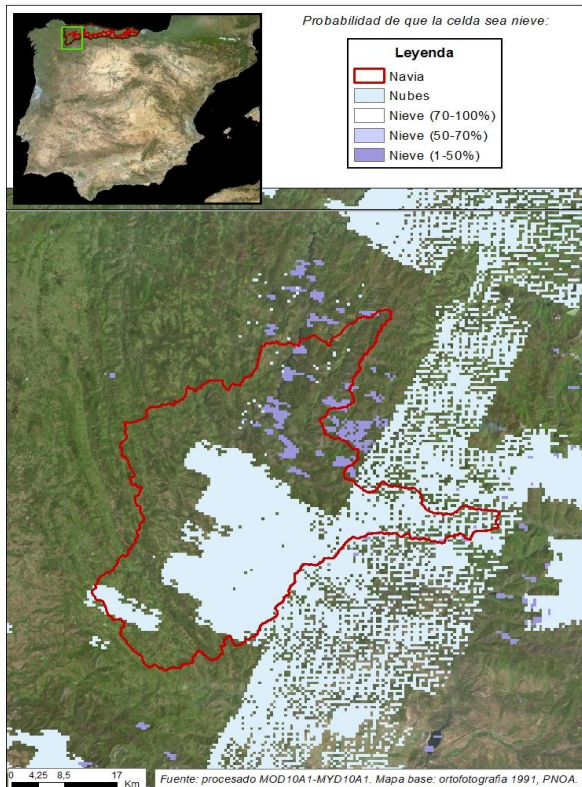 Probabilidad de que la celda sea nieve:
Leyenda
Navia
Nubes
Nieve (70-100%)
Nieve (50-70%)
Nieve (1-50%)
0 4,25 8,5 17
Km
Fuente: procesado MOD10A1-MYD10A1. Mapa base: ortofotografia 1991, PNOA.